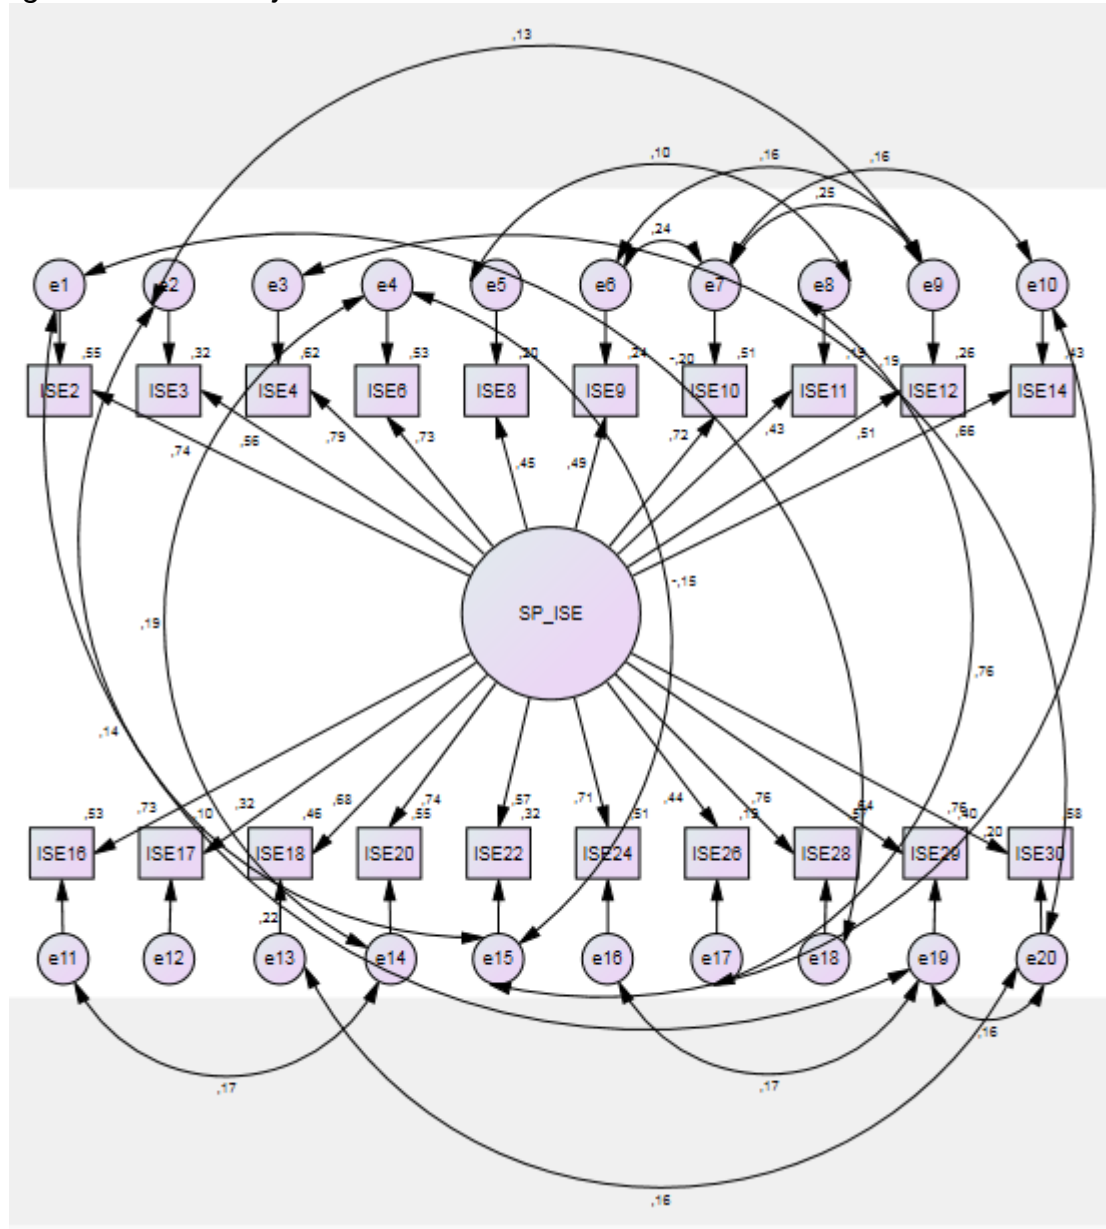 ,13
,10 ,16 ,16
,25
,24
e1 e2 e3 e4 e5 e6 e7 e8 e9 e10
,55 ,32 ,62 ,53 ,20 ,24 -,20 ,51 ,19 ,19 ,26 ,43
ISE2 ISE3 ISE4 ISE6 ISE8 ISE9 ISE10 ISE11 ISE12 ISE14
,74 ,56 ,79 ,73 ,45 ,49 ,72 ,43 ,51 ,66
-,15
SP_ISE
,19
,76
,14
,53 ,73 ,10 ,32 ,46 ,68 ,55 ,74 ,32 ,57 ,71 ,51 ,44 ,19 ,76 ,57 ,64 ,76 ,40 ,20 ,58
ISE16 ISE17 ISE18 ISE20 ISE22 ISE24 ISE26 ISE28 ISE29 ISE30
,22
e11 e12 e13 e14 e15 e16 e17 e18 e19 e20
,16
,17 ,17
,16